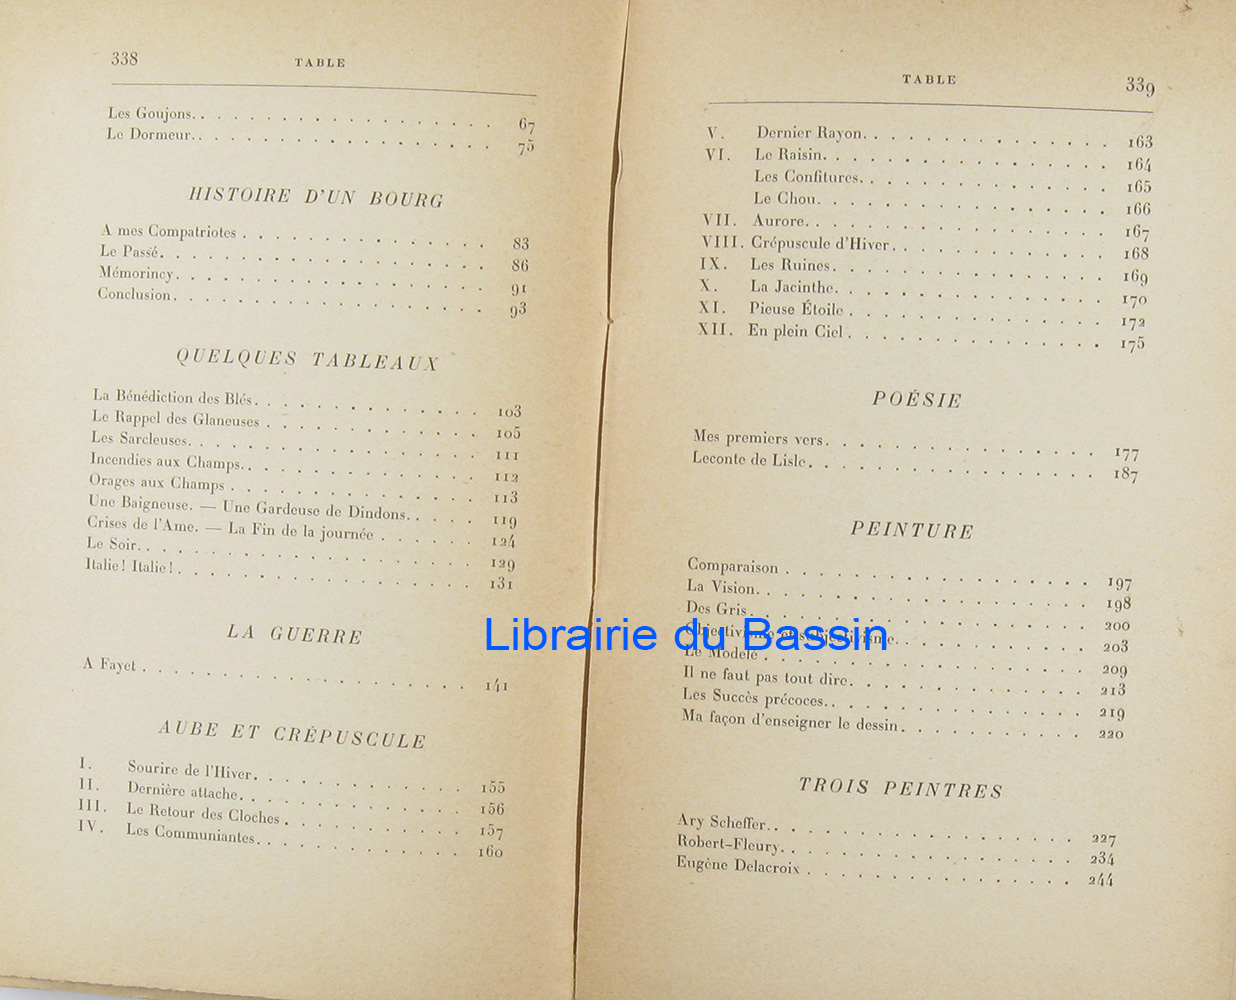 338
TABLE
Les Goujons. . . . . . . . . . . . . . . 67
Le Dormeur. . . . . . . . . . . . . . . 75
HISTOIRE D'UN BOURG
A mes Compatriotes . . . . . . . . . . . . 83
Le Passé. . . . . . . . . . . . . . . . 86
Mémorincy. . . . . . . . . . . . . . . 91
Conclusion. . . . . . . . . . . . . . . 93
QUELQUES TABLEAUX
La Bénédiction des Blés. . . . . . . . . . . 103
Le Rappel des Glaneuses . . . . . . . . . . 105
Les Sarcleuses. . . . . . . . . . . . . . 111
Incendies aux Champs. . . . . . . . . . . . 112
Orages aux Champs . . . . . . . . . . . . 113
Une Baigneuse. — Une Gardeuse de Dindons. . . . . 119
Crises de l'Ame. — La Fin de la journée . . . . . 124
Le Soir. . . . . . . . . . . . . . . . 129
Italie! Italie!. . . . . . . . . . . . . . 131
LA GUERRE
A Fayet . . . . . . . . . . . . . . . . 141
AUBE ET CRÉPUSCULE
I. Sourire de l'Hiver. . . . . . . . . . . 155
II. Dernière attache. . . . . . . . . . . . 156
III. Le Retour des Cloches . . . . . . . . . 157
IV. Les Communiantes. . . . . . . . . . . 160
TABLE
339
V. Dernier Rayon. . . . . . . . . . . . . 163
VI. Le Raisin. . . . . . . . . . . . . . 164
Les Confitures. . . . . . . . . . . . . 165
Le Chou. . . . . . . . . . . . . . . 166
VII. Aurore. . . . . . . . . . . . . . . 167
VIII. Crépuscule d'Hiver. . . . . . . . . . . 168
IX. Les Ruines. . . . . . . . . . . . . . 169
X. La Jacinthe. . . . . . . . . . . . . . 170
XI. Pieuse Étoile . . . . . . . . . . . . . 172
XII. En plein Ciel . . . . . . . . . . . . . 175
POÉSIE
Mes premiers vers. . . . . . . . . . . . . 177
Leconte de Lisle. . . . . . . . . . . . . . 187
PEINTURE
Comparaison . . . . . . . . . . . . . . 197
La Vision. . . . . . . . . . . . . . . . 198
Des Gris. . . . . . . . . . . . . . . . 200
Objectivisme et subjectivisme. . . . . . . . . 203
Le Modèle . . . . . . . . . . . . . . . 209
Il ne faut pas tout dire. . . . . . . . . . . 213
Les Succès précoces. . . . . . . . . . . . . 219
Ma façon d'enseigner le dessin. . . . . . . . . 220
TROIS PEINTRES
Ary Scheffer. . . . . . . . . . . . . . . 227
Robert-Fleury. . . . . . . . . . . . . . . 234
Eugène Delacroix . . . . . . . . . . . . . 244
Librairie du Bassin